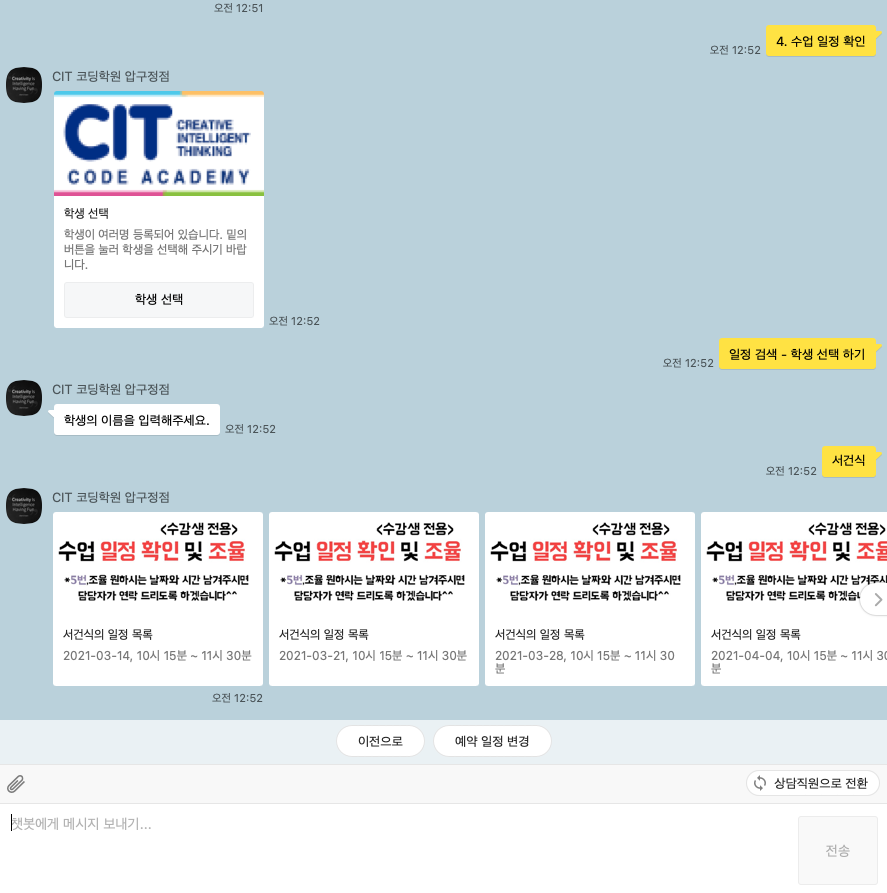 오전 12:51
4. 수업 일정 확인
오전 12:52
CIT 코딩학원 압구정점
CIT
CREATIVE
INTELLIGENT
THINKING
CODE ACADEMY
학생 선택
학생이 여러명 등록되어 있습니다. 밑의
버튼을 눌러 학생을 선택해 주시기 바랍
니다.
학생 선택
오전 12:52
일정 검색 - 학생 선택 하기
오전 12:52
CIT 코딩학원 압구정점
학생의 이름을 입력해주세요.
오전 12:52
서건식
오전 12:52
CIT 코딩학원 압구정점
<수강생 전용>
수업 일정 확인 및 조율
*5번.조율 원하시는 날짜와 시간 남겨주시면
담당자가 연락 드리도록 하겠습니다^^
서건식의 일정 목록
2021-03-14, 10시 15분 ~ 11시 30분
<수강생 전용>
수업 일정 확인 및 조율
*5번.조율 원하시는 날짜와 시간 남겨주시면
담당자가 연락 드리도록 하겠습니다^^
서건식의 일정 목록
2021-03-21, 10시 15분 ~ 11시 30분
<수강생 전용>
수업 일정 확인 및 조율
*5번.조율 원하시는 날짜와 시간 남겨주시면
담당자가 연락 드리도록 하겠습니다^^
서건식의 일정 목록
2021-03-28, 10시 15분 ~ 11시 30
분
<수강생 전용>
수업 일정 확인 및 조율
*5번.조율 원하시는 날짜와 시간 남겨
담당자가 연락 드리도록 하겠습
서건식의 일정 목록
2021-04-04, 10시 15분 ~ 11시 30
분
오전 12:52
이전으로
예약 일정 변경
상담직원으로 전환
챗봇에게 메시지 보내기...
전송